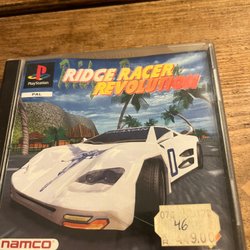 PlayStation
PAL
RIDGE RACER
REVOLUTION
namco
46